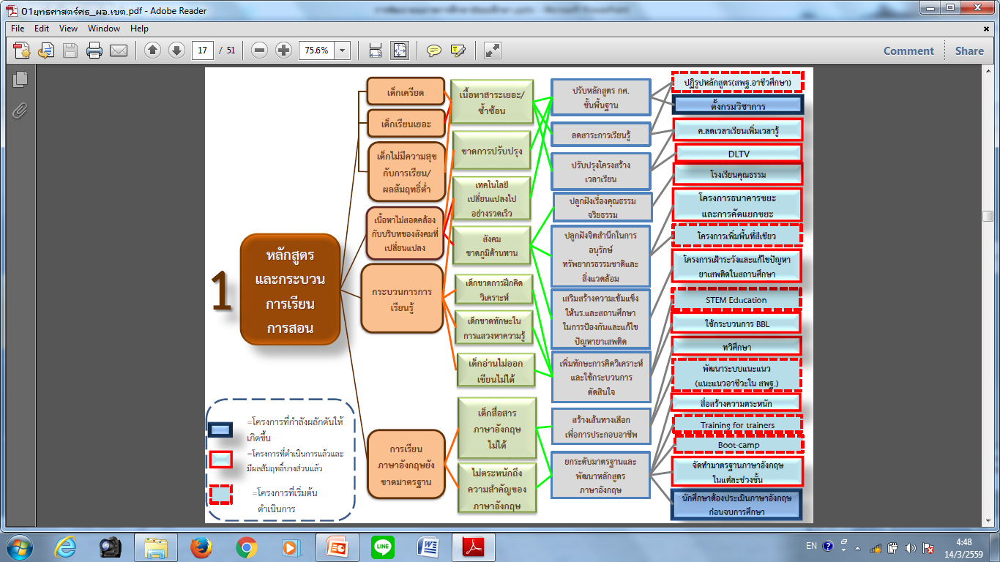 01ยุทธศาสตร์ศธ_ผอ.เขต.pdf - Adobe Reader
File Edit View Window Help
17 / 51
75.6%
Comment Share
1
หลักสูตร
และกระบวน
การเรียน
การสอน
เด็กเครียด
เด็กเรียนเยอะ
เด็กไม่มีความสุข
กับการเรียน/
ผลสัมฤทธิ์ต่ำ
เนื้อหาไม่สอดคล้อง
กับบริบทของสังคมที่
เปลี่ยนแปลง
กระบวนการการ
เรียนรู้
การเรียน
ภาษาอังกฤษยัง
ขาดมาตรฐาน
เนื้อหาสาระเยอะ/
ซ้ำซ้อน
ขาดการปรับปรุง
เทคโนโลยี
เปลี่ยนแปลงไป
อย่างรวดเร็ว
สังคม
ขาดภูมิต้านทาน
เด็กขาดการฝึกคิด
วิเคราะห์
เด็กขาดทักษะใน
การแสวงหาความรู้
เด็กอ่านไม่ออก
เขียนไม่ได้
เด็กสื่อสาร
ภาษาอังกฤษ
ไม่ได้
ไม่ตระหนักถึง
ความสำคัญของ
ภาษาอังกฤษ
ปรับหลักสูตร กศ.
ขั้นพื้นฐาน
ลดสาระการเรียนรู้
ปรับปรุงโครงสร้าง
เวลาเรียน
ปลูกฝังเรื่องคุณธรรม
จริยธรรม
ปลูกฝังจิตสำนึกในการ
อนุรักษ์
ทรัพยากรธรรมชาติและ
สิ่งแวดล้อม
เสริมสร้างความเข้มแข็ง
ให้นร.และสถานศึกษา
ในการป้องกันและแก้ไข
ปัญหายาเสพติด
เพิ่มทักษะการคิดวิเคราะห์
และใช้กระบวนการ
ตัดสินใจ
สร้างเส้นทางเลือก
เพื่อการประกอบอาชีพ
ยกระดับมาตรฐานและ
พัฒนาหลักสูตร
ภาษาอังกฤษ
ปฏิรูปหลักสูตร(สพฐ.อาชีวศึกษา)
ตั้งกรมวิชาการ
ค.ลดเวลาเรียนเพิ่มเวลารู้
DLTV
โรงเรียนคุณธรรม
โครงการธนาคารขยะ
และการคัดแยกขยะ
โครงการเพิ่มพื้นที่สีเขียว
โครงการเฝ้าระวังและแก้ไขปัญหา
ยาเสพติดในสถานศึกษา
STEM Education
ใช้กระบวนการ BBL
ทวิศึกษา
พัฒนาระบบแนะแนว
(แนะแนวอาชีวะใน สพฐ.)
สื่อสร้างความตระหนัก
Training for trainers
Boot-camp
จัดทำมาตรฐานภาษาอังกฤษ
ในแต่ละช่วงชั้น
นักศึกษาต้องประเมินภาษาอังกฤษ
ก่อนจบการศึกษา
=โครงการที่กำลังผลักดันให้
เกิดขึ้น
=โครงการที่ดำเนินการแล้วและ
มีผลสัมฤทธิ์บางส่วนแล้ว
=โครงการที่เริ่มต้น
ดำเนินการ
LINE
EN
4:48
14/3/2559